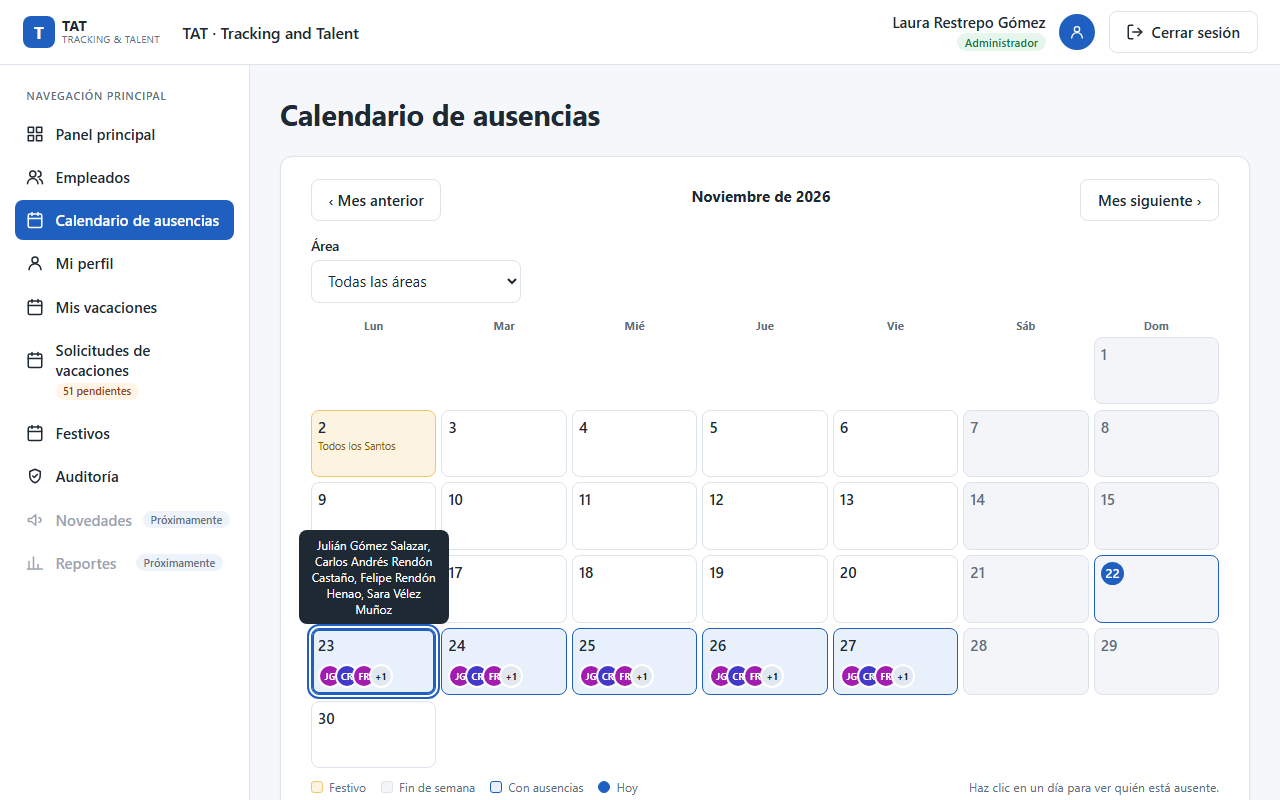 T
TAT
TRACKING & TALENT
TAT · Tracking and Talent
Laura Restrepo Gómez
Administrador
Cerrar sesión
NAVEGACIÓN PRINCIPAL
Panel principal
Empleados
Calendario de ausencias
Mi perfil
Mis vacaciones
Solicitudes de
vacaciones
51 pendientes
Festivos
Auditoría
Novedades Próximamente
Reportes Próximamente
Calendario de ausencias
‹ Mes anterior
Noviembre de 2026
Mes siguiente ›
Área
Todas las áreas
Lun Mar Mié Jue Vie Sáb Dom
1
2 3 4 5 6 7 8
Todos los Santos
9 10 11 12 13 14 15
Julián Gómez Salazar,
Carlos Andrés Rendón
Castaño, Felipe Rendón
Henao, Sara Vélez
Muñoz
17 18 19 20 21 22
23 24 25 26 27 28 29
JG CR FR +1 JG CR FR +1 JG CR FR +1 JG CR FR +1 JG CR FR +1
30
Festivo Fin de semana Con ausencias Hoy
Haz clic en un día para ver quién está ausente.